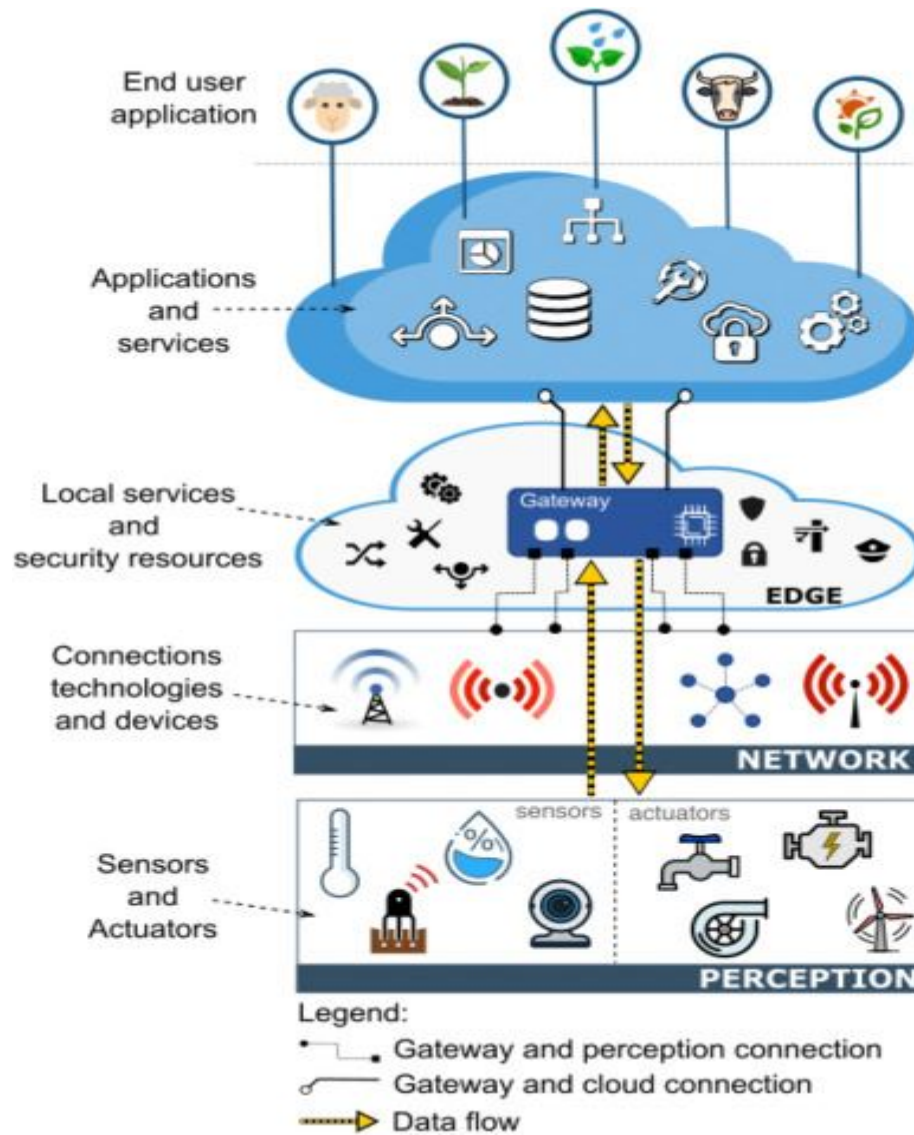 End user
application
Applications
and
services
Local services
and
security resources
Gateway
EDGE
Connections
technologies
and devices
NETWORK
sensors
actuators
%
Sensors
and
Actuators
PERCEPTION
Legend:
Gateway and perception connection
Gateway and cloud connection
Data flow